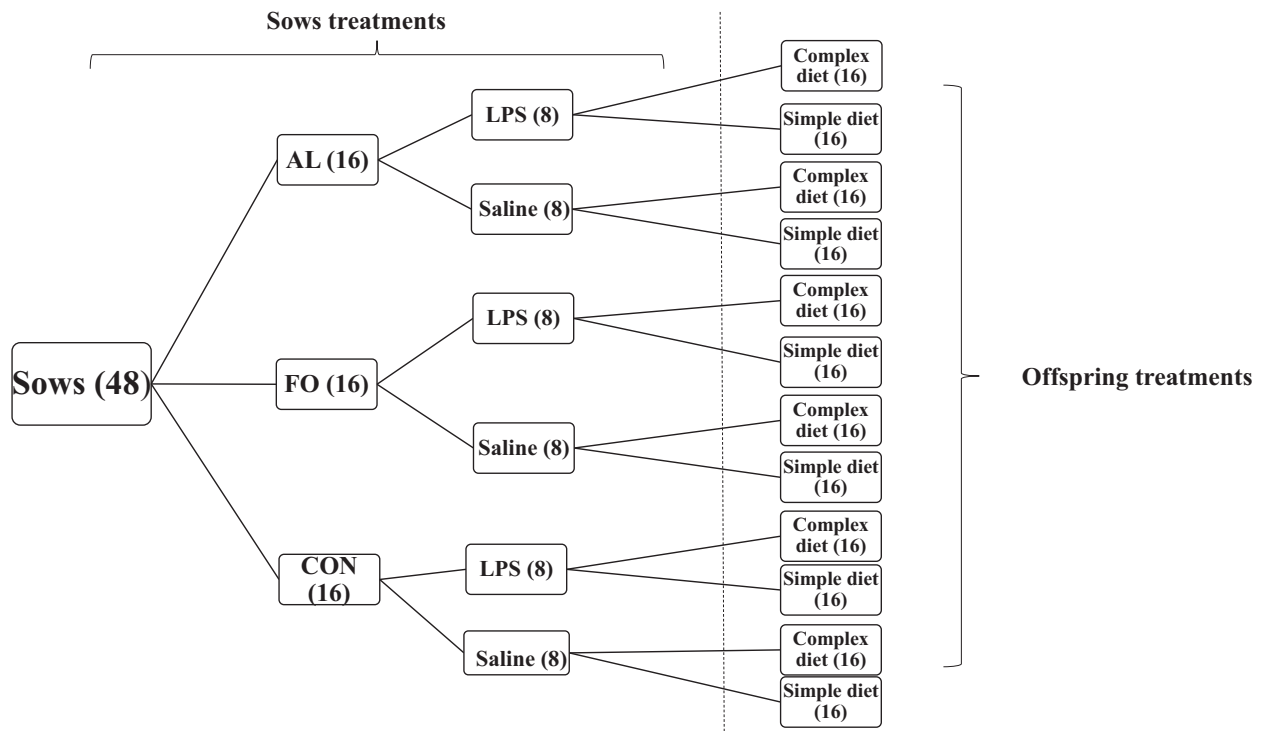 Sows treatments
Complex
diet (16)
LPS (8)
Simple diet
(16)
AL (16)
Complex
diet (16)
Saline (8)
Simple diet
(16)
Complex
diet (16)
LPS (8)
Simple diet
(16)
Sows (48)
FO (16)
Offspring treatments
Complex
diet (16)
Saline (8)
Simple diet
(16)
Complex
diet (16)
CON
(16)
LPS (8)
Simple diet
(16)
Complex
diet (16)
Saline (8)
Simple diet
(16)